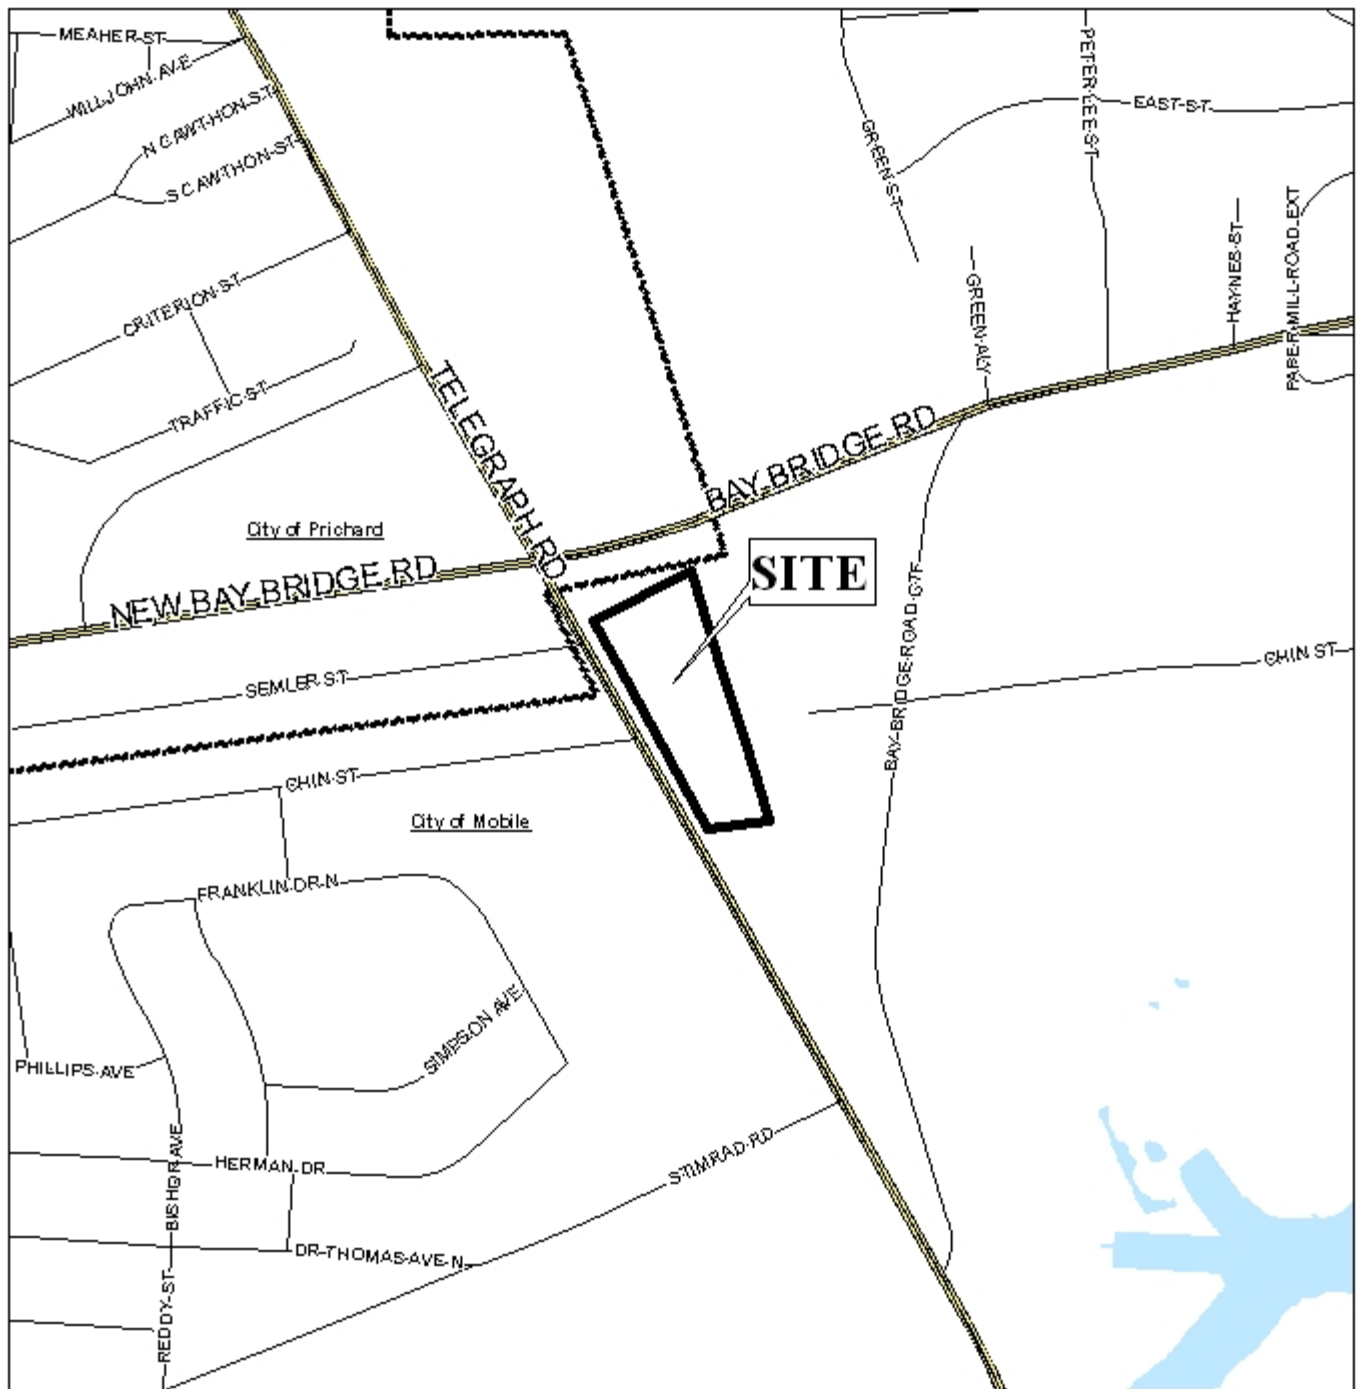 MEAHER ST
WILL JOHN AVE
N CAWTHON ST
S CAWTHON ST
CRITERION ST
TRAFFIC ST
GREEN ST
PETER LEE ST
EAST ST
GREEN ALY
HAYNES ST
PAPER MILL ROAD EXT
TELEGRAPH RD
BAY BRIDGE RD
City of Prichard
NEW BAY BRIDGE RD
SITE
SEMLER ST
BAY BRIDGE ROAD CTF
CHIN ST
CHIN ST
City of Mobile
FRANKLIN DR N
SIMPSON AVE
PHILLIPS AVE
BISHOP AVE
HERMAN DR
STIMRAD RD
DR THOMAS AVE N
REDDY ST